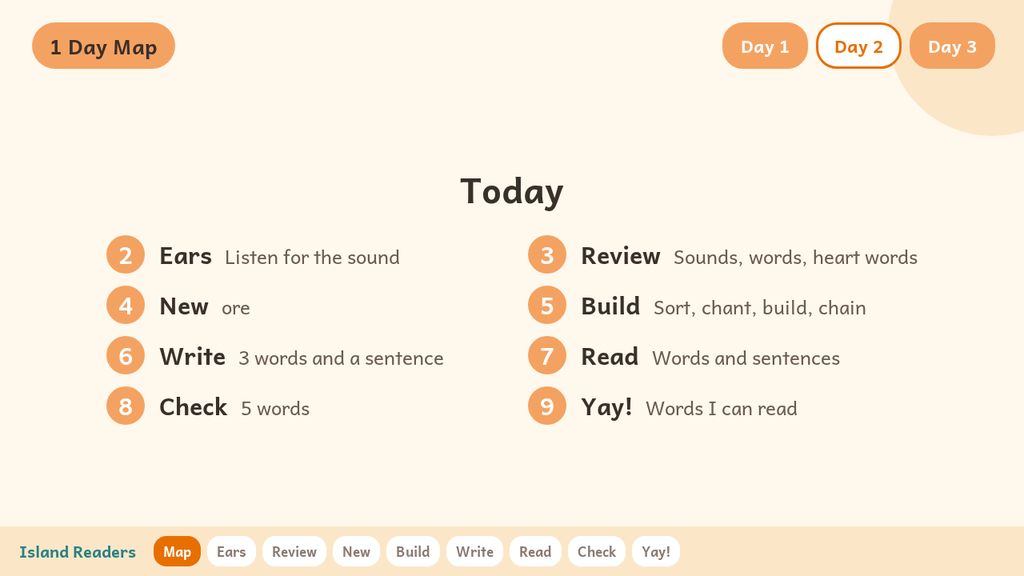 1 Day Map
Day 1 Day 2 Day 3
Today
2 Ears Listen for the sound
3 Review Sounds, words, heart words
4 New ore
5 Build Sort, chant, build, chain
6 Write 3 words and a sentence
7 Read Words and sentences
8 Check 5 words
9 Yay! Words I can read
Island Readers Map Ears Review New Build Write Read Check Yay!